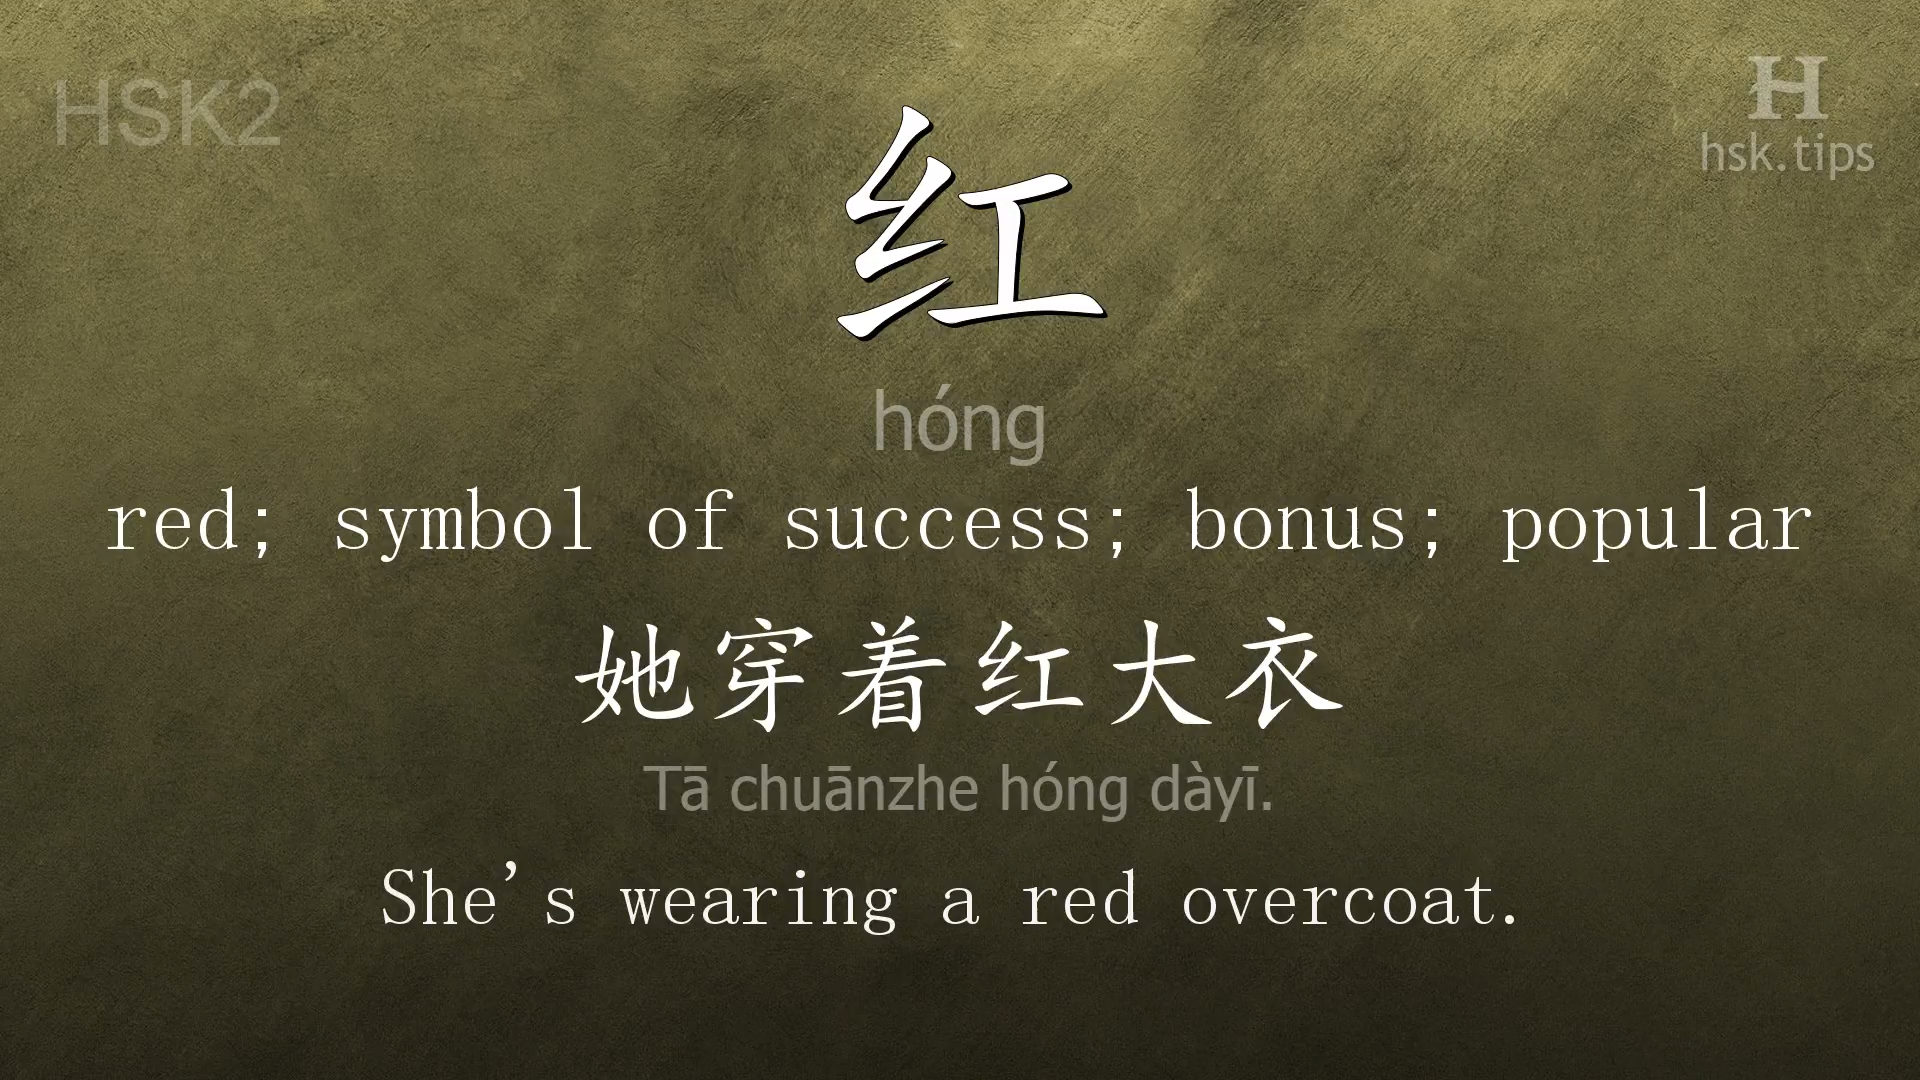 HSK2
H
hsk.tips
红
hóng
red; symbol of success; bonus; popular
她穿着红大衣
Tā chuānzhe hóng dàyī.
She's wearing a red overcoat.